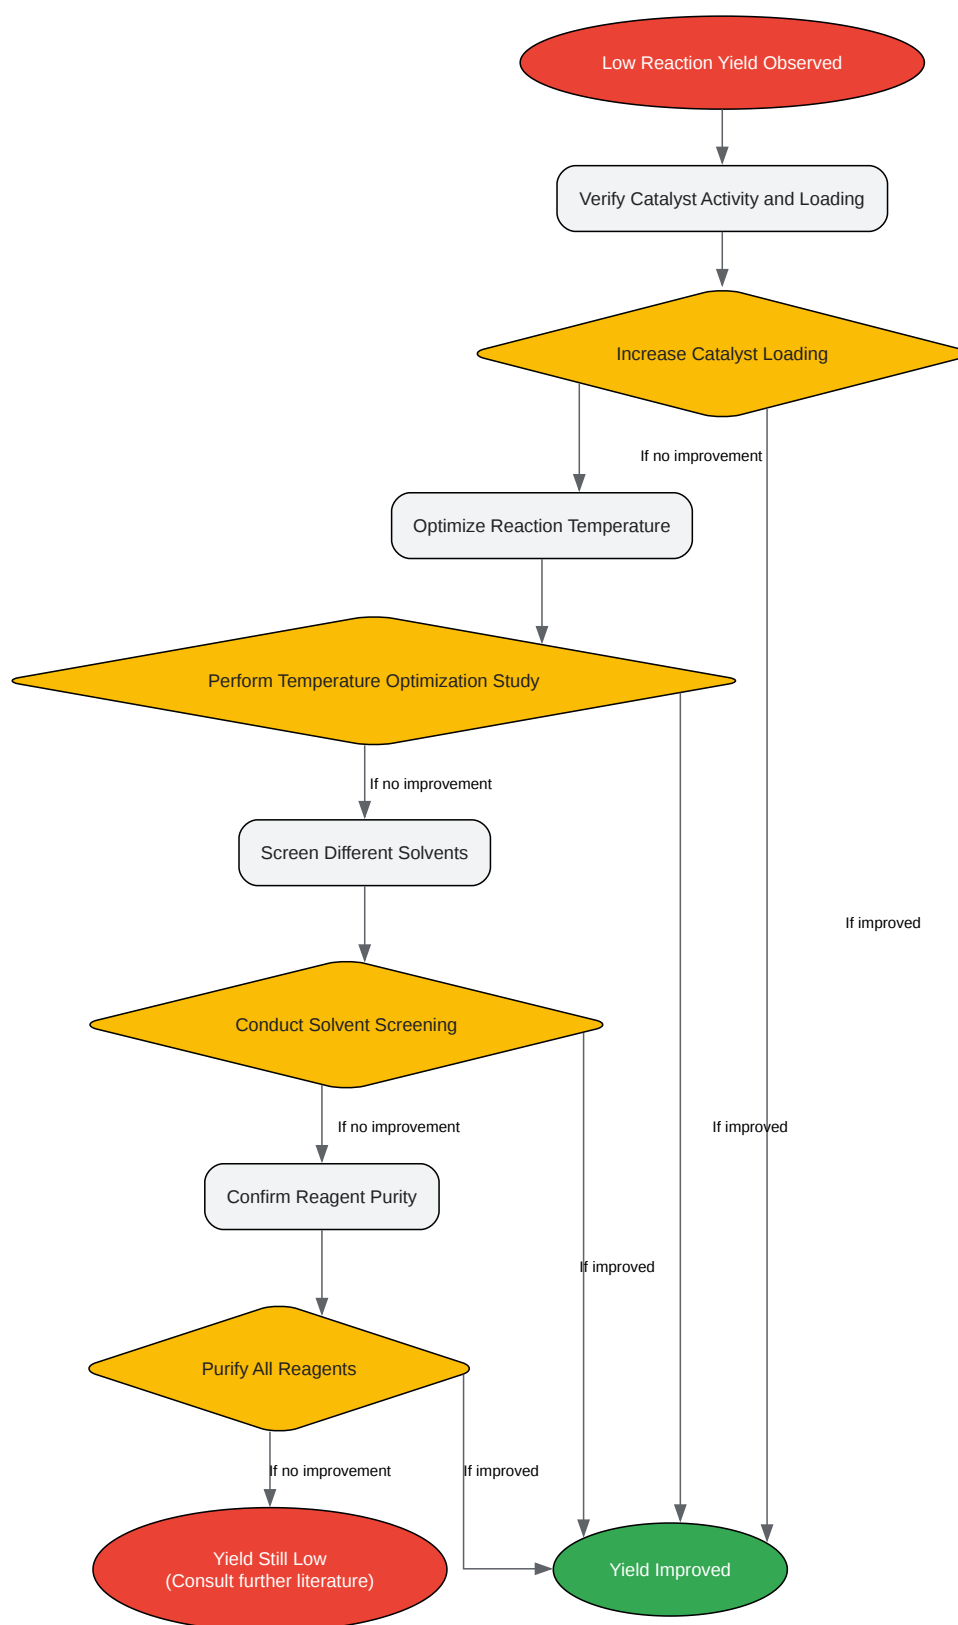 Low Reaction Yield Observed
Verify Catalyst Activity and Loading
Increase Catalyst Loading
If no improvement
Optimize Reaction Temperature
Perform Temperature Optimization Study
If no improvement
Screen Different Solvents
If improved
Conduct Solvent Screening
If no improvement
If improved
Confirm Reagent Purity
If improved
Purify All Reagents
If no improvement
If improved
Yield Still Low
(Consult further literature)
Yield Improved